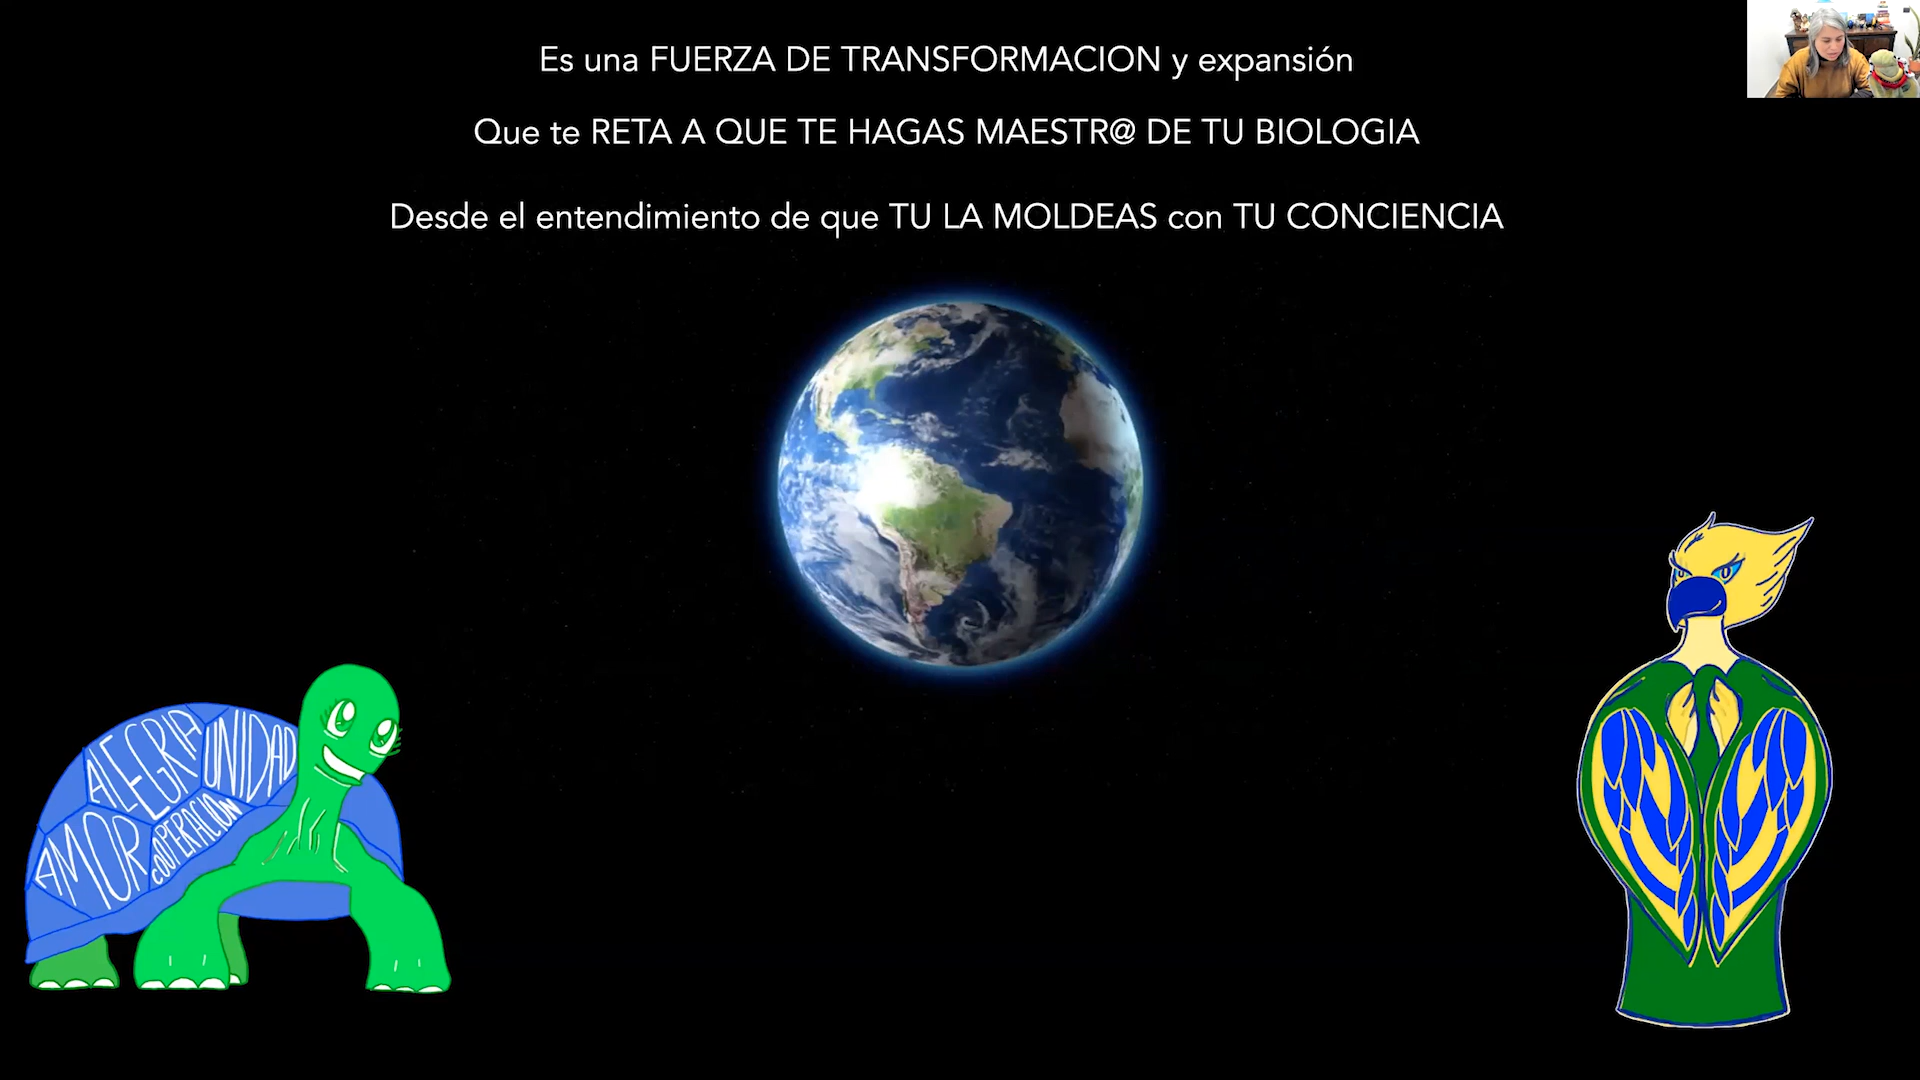 Es una FUERZA DE TRANSFORMACION y expansión
Que te RETA A QUE TE HAGAS MAESTR@ DE TU BIOLOGIA
Desde el entendimiento de que TU LA MOLDEAS con TU CONCIENCIA
ALEGRIA
UNIDAD
AMOR
COOPERACION